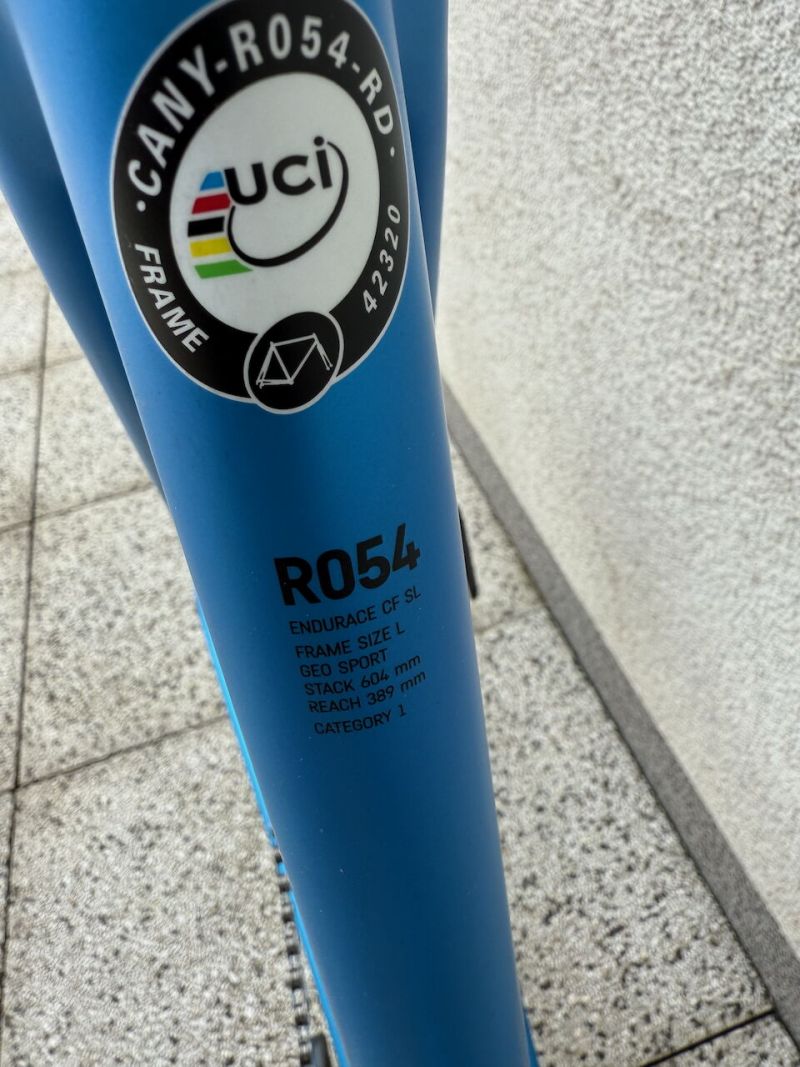 ·CANY-R054-RD·
UCi
FRAME
42320
R054
ENDURACE CF SL
FRAME SIZE L
GEO SPORT
STACK 604 mm
REACH 389 mm
CATEGORY 1